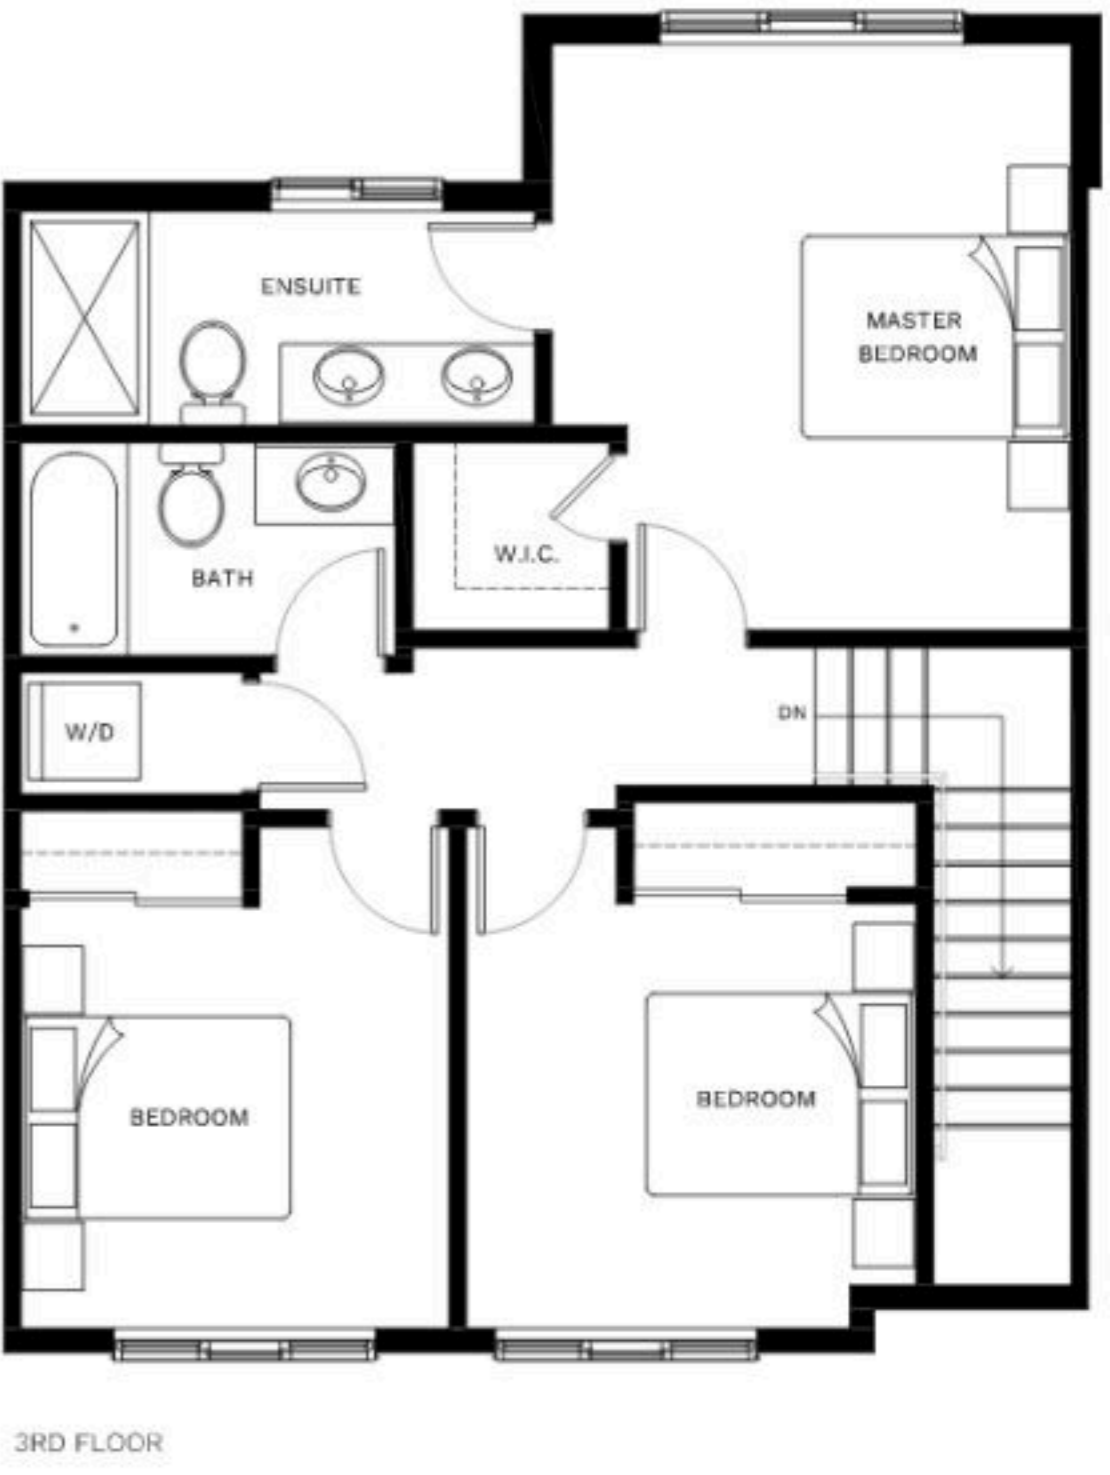 ENSUITE
MASTER
BEDROOM
W.I.C.
BATH
W/D
DN
BEDROOM
BEDROOM
3RD FLOOR